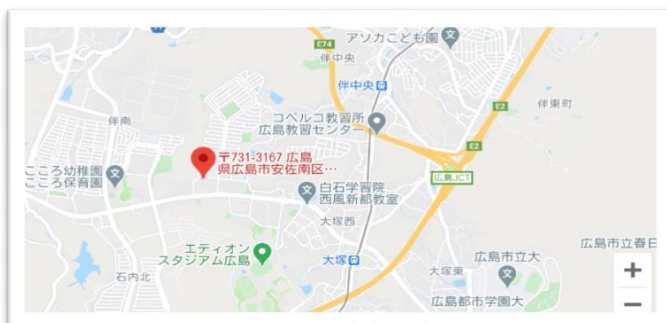 アソカこども園
E74
伴中央
伴中央
コベルコ教習所
広島教習センター
E2
伴東町
伴南
E2
〒731-3167 広島
県広島市安佐南区…
こころ幼稚園
こころ保育園
広島JCT
白石学習院
西風新都教室
大塚西
エディオン
スタジアム広島
大塚
広島市立大
広島市立春日
石内北
大塚東
広島都市学園大
+
−